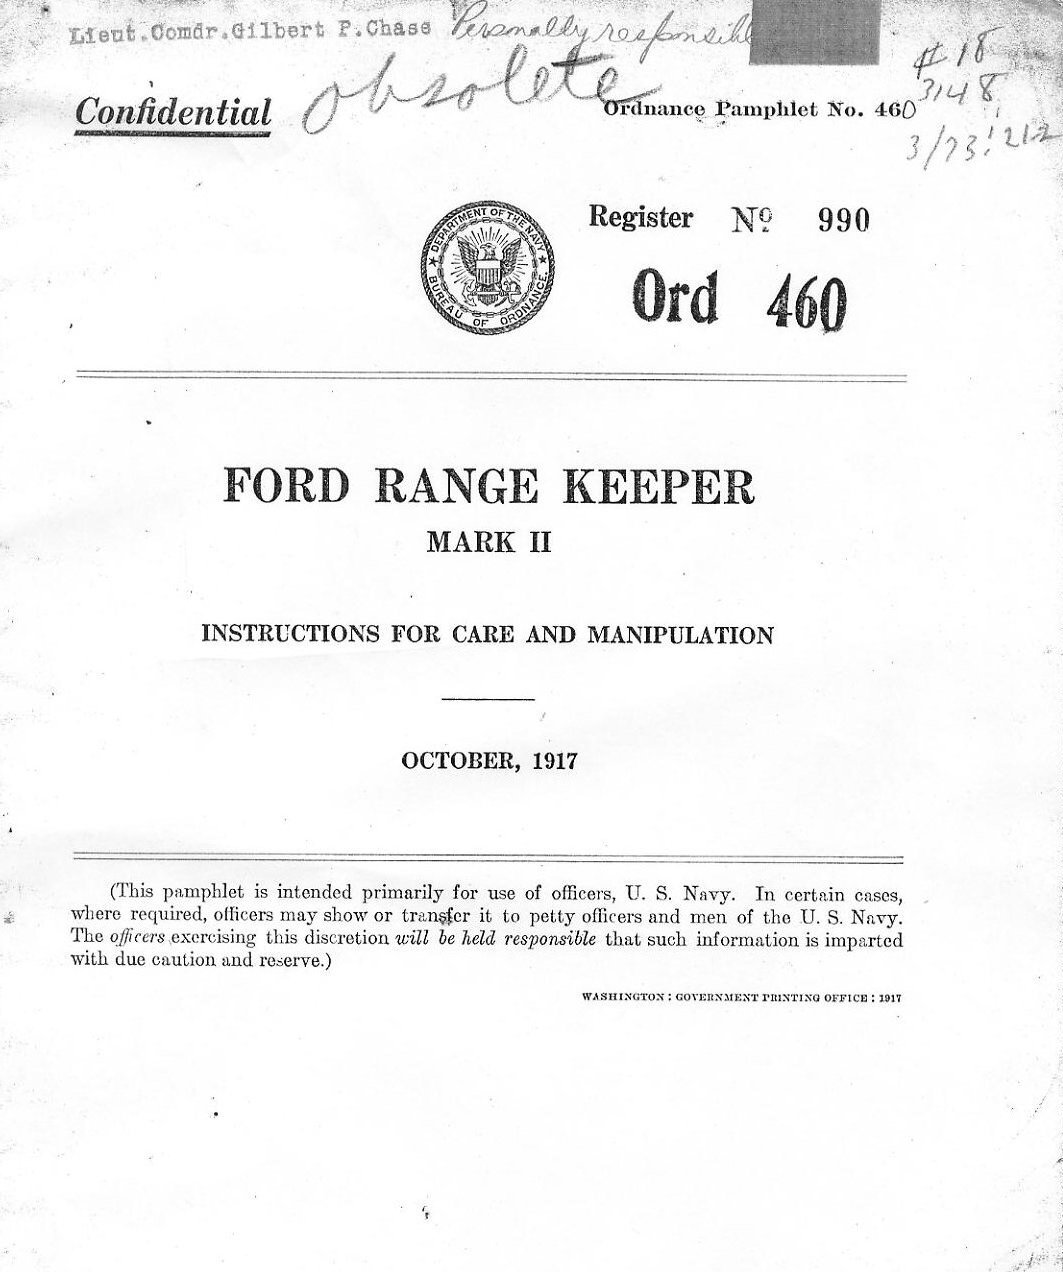 Lieut.Comdr.Gilbert F.Chase Personally responsible
obsolete
# 18
3148
3/73:212
Confidential
Ordnance Pamphlet No. 460
DEPARTMENT OF THE NAVY
BUREAU OF ORDNANCE.
Register No 990
Ord 460
FORD RANGE KEEPER
MARK II
INSTRUCTIONS FOR CARE AND MANIPULATION
OCTOBER, 1917
(This pamphlet is intended primarily for use of officers, U. S. Navy. In certain cases,
where required, officers may show or transfer it to petty officers and men of the U. S. Navy.
The officers exercising this discretion will be held responsible that such information is imparted
with due caution and reserve.)
WASHINGTON : GOVERNMENT PRINTING OFFICE : 1917